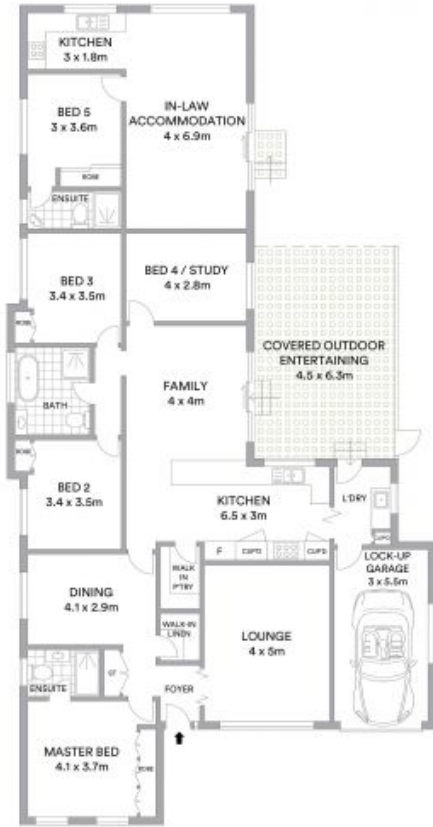 KITCHEN
3 x 1.8m
BED 5
3 x 3.6m
IN-LAW
ACCOMMODATION
4 x 6.9m
ROBE
ENSUITE
BED 3
3.4 x 3.5m
BED 4 / STUDY
4 x 2.8m
ROBE
COVERED OUTDOOR
ENTERTAINING
4.5 x 6.3m
FAMILY
4 x 4m
BATH
ROBE
BED 2
3.4 x 3.5m
KITCHEN
6.5 x 3m
L'DRY
F
CUP'D
CUP'D
CUP'D
LOCK-UP
GARAGE
3 x 5.5m
WALK
IN
P'TRY
DINING
4.1 x 2.9m
WALK-IN
LINEN
LOUNGE
4 x 5m
ENSUITE
FOYER
MASTER BED
4.1 x 3.7m
ROBE